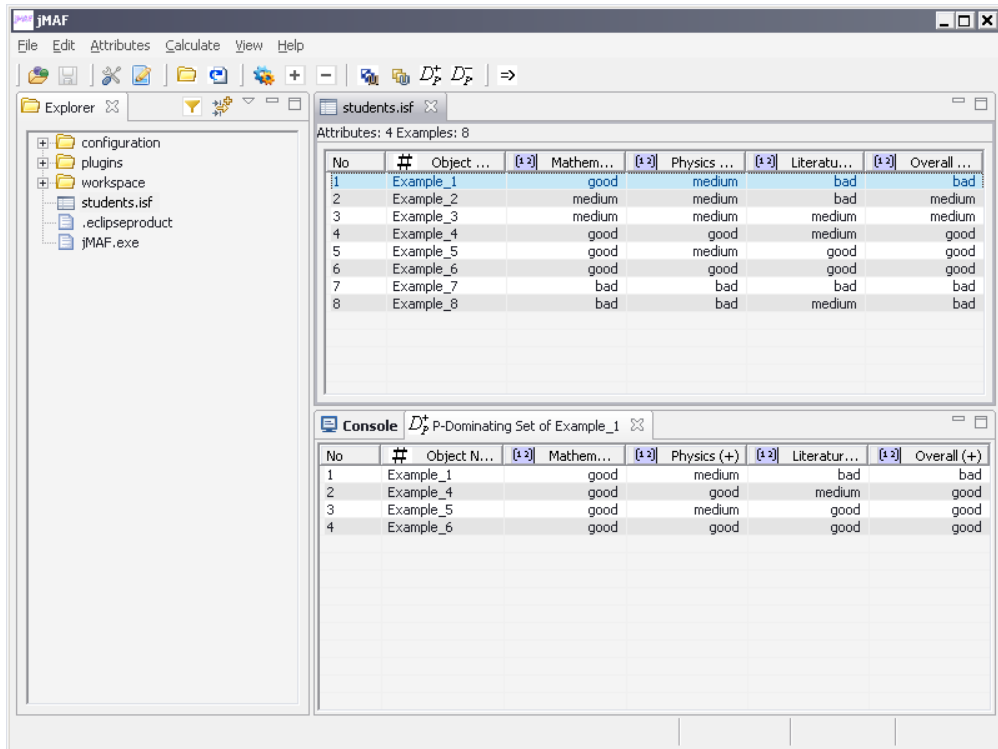 jMAF
File Edit Attributes Calculate View Help
Explorer
configuration
plugins
workspace
students.isf
.eclipseproduct
jMAF.exe
students.isf
Attributes: 4 Examples: 8
No Object ... Mathem... Physics ... Literatu... Overall ...
1 Example_1 good medium bad bad
2 Example_2 medium medium bad medium
3 Example_3 medium medium medium medium
4 Example_4 good good medium good
5 Example_5 good medium good good
6 Example_6 good good good good
7 Example_7 bad bad bad bad
8 Example_8 bad bad medium bad
Console D+P P-Dominating Set of Example_1
No Object N... Mathem... Physics (+) Literatur... Overall (+)
1 Example_1 good medium bad bad
2 Example_4 good good medium good
3 Example_5 good medium good good
4 Example_6 good good good good